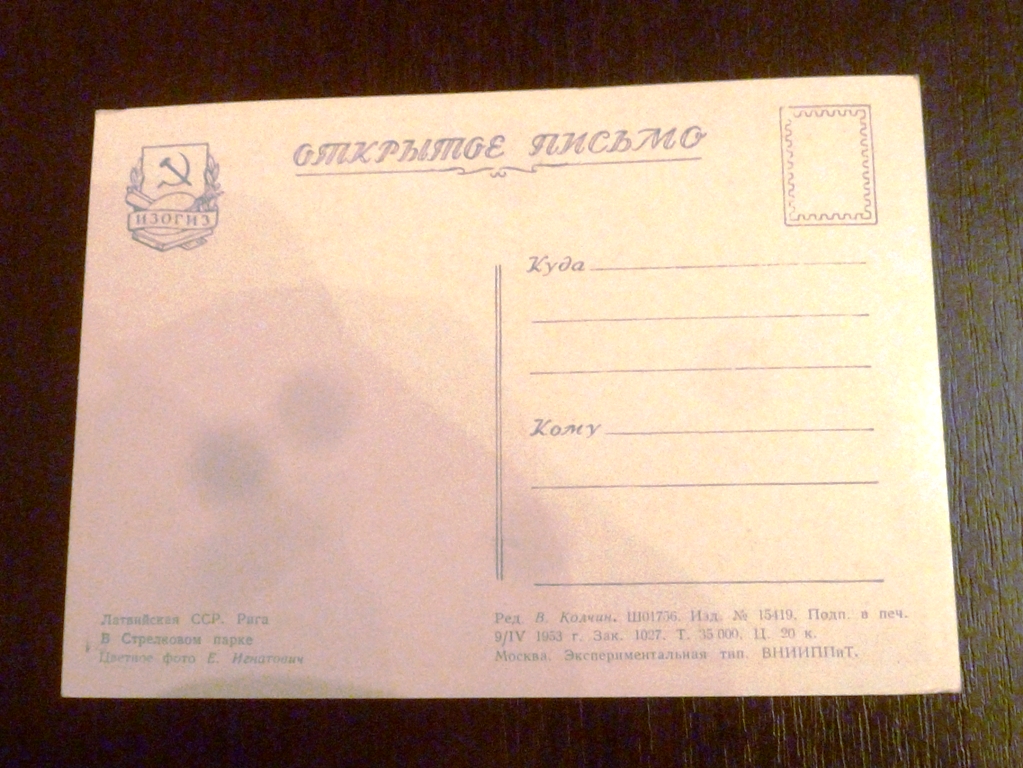 ОТКРЫТОЕ ПИСЬМО
ИЗОГИЗ
Куда
Кому
Латвийская ССР. Рига
В Стрелковом парке
Цветное фото Е. Игнатович
Ред. В. Колчин. Ш01756. Изд. № 15419. Подп. в печ.
9/IV 1953 г. Зак. 1027. Т. 35 000. Ц. 20 к.
Москва. Экспериментальная тип. ВНИИППиТ.